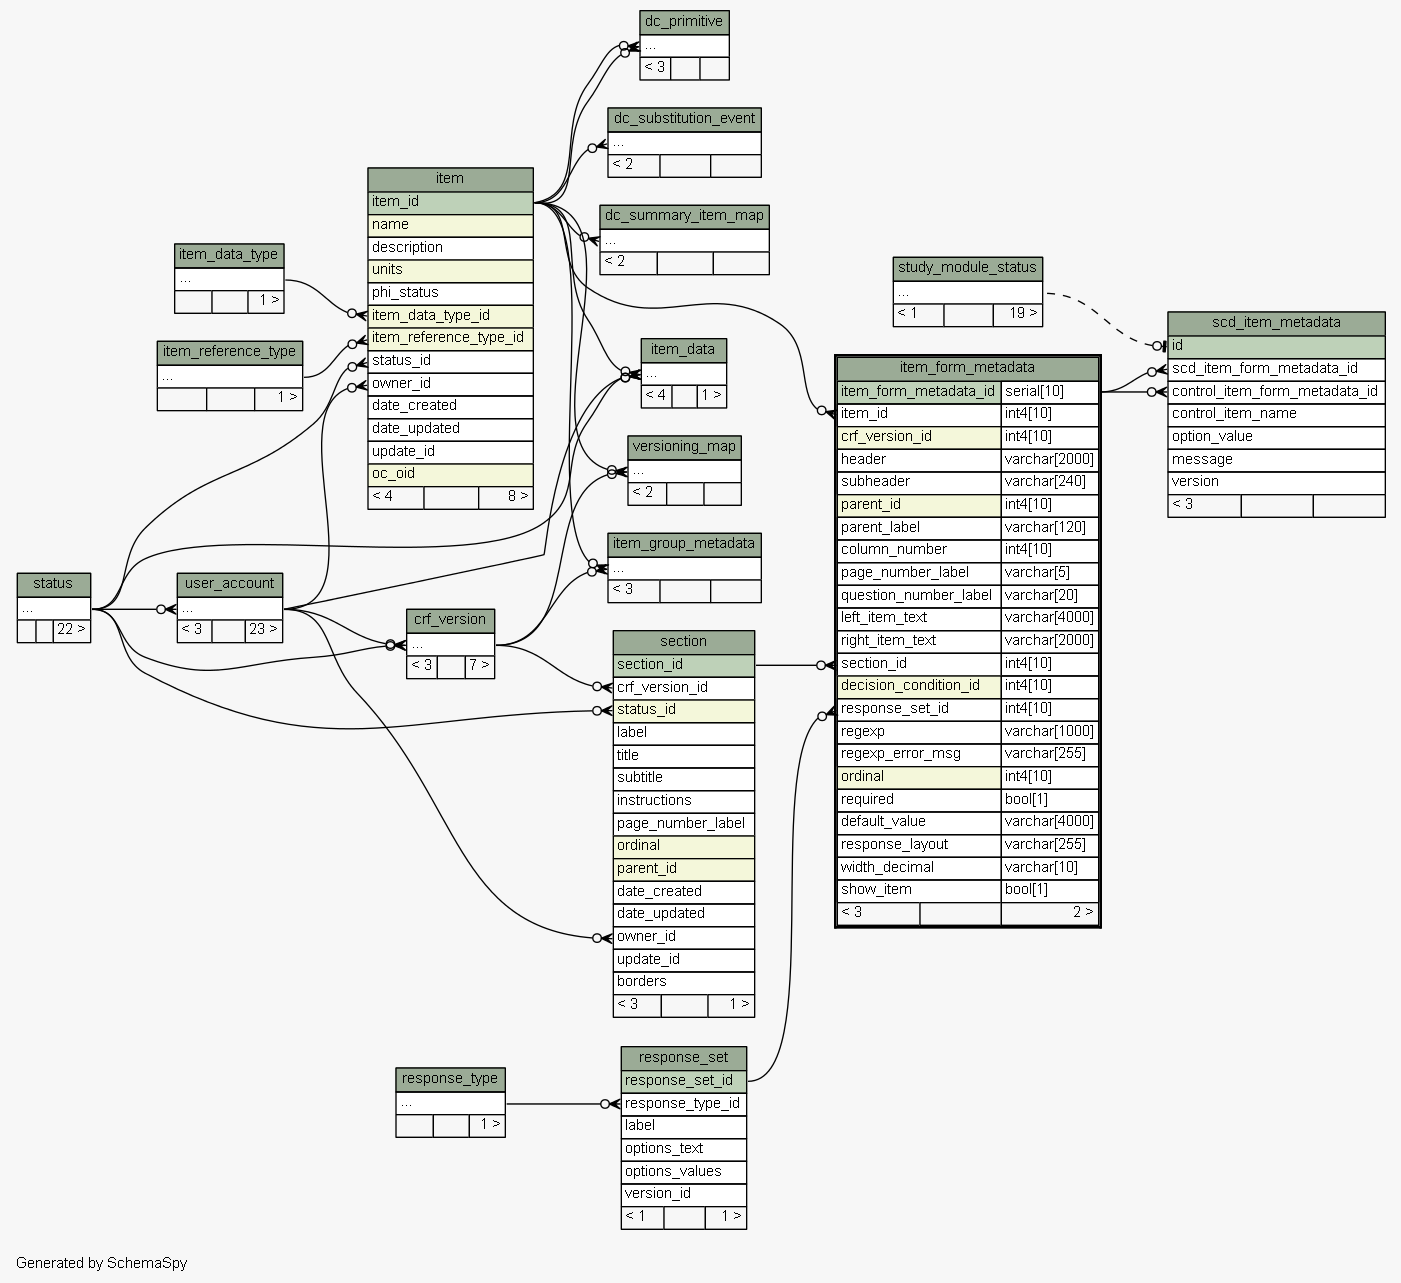 dc_primitive
...
< 3
dc_substitution_event
...
< 2
dc_summary_item_map
...
< 2
item
item_id
name
description
units
phi_status
item_data_type_id
item_reference_type_id
status_id
owner_id
date_created
date_updated
update_id
oc_oid
< 4 8 >
item_data_type
...
1 >
item_reference_type
...
1 >
item_data
...
< 4 1 >
versioning_map
...
< 2
item_group_metadata
...
< 3
study_module_status
...
< 1 19 >
scd_item_metadata
id
scd_item_form_metadata_id
control_item_form_metadata_id
control_item_name
option_value
message
version
< 3
item_form_metadata
item_form_metadata_id serial[10]
item_id int4[10]
crf_version_id int4[10]
header varchar[2000]
subheader varchar[240]
parent_id int4[10]
parent_label varchar[120]
column_number int4[10]
page_number_label varchar[5]
question_number_label varchar[20]
left_item_text varchar[4000]
right_item_text varchar[2000]
section_id int4[10]
decision_condition_id int4[10]
response_set_id int4[10]
regexp varchar[1000]
regexp_error_msg varchar[255]
ordinal int4[10]
required bool[1]
default_value varchar[4000]
response_layout varchar[255]
width_decimal varchar[10]
show_item bool[1]
< 3 2 >
status
...
22 >
user_account
...
< 3 23 >
crf_version
...
< 3 7 >
section
section_id
crf_version_id
status_id
label
title
subtitle
instructions
page_number_label
ordinal
parent_id
date_created
date_updated
owner_id
update_id
borders
< 3 1 >
response_type
...
1 >
response_set
response_set_id
response_type_id
label
options_text
options_values
version_id
< 1 1 >
Generated by SchemaSpy